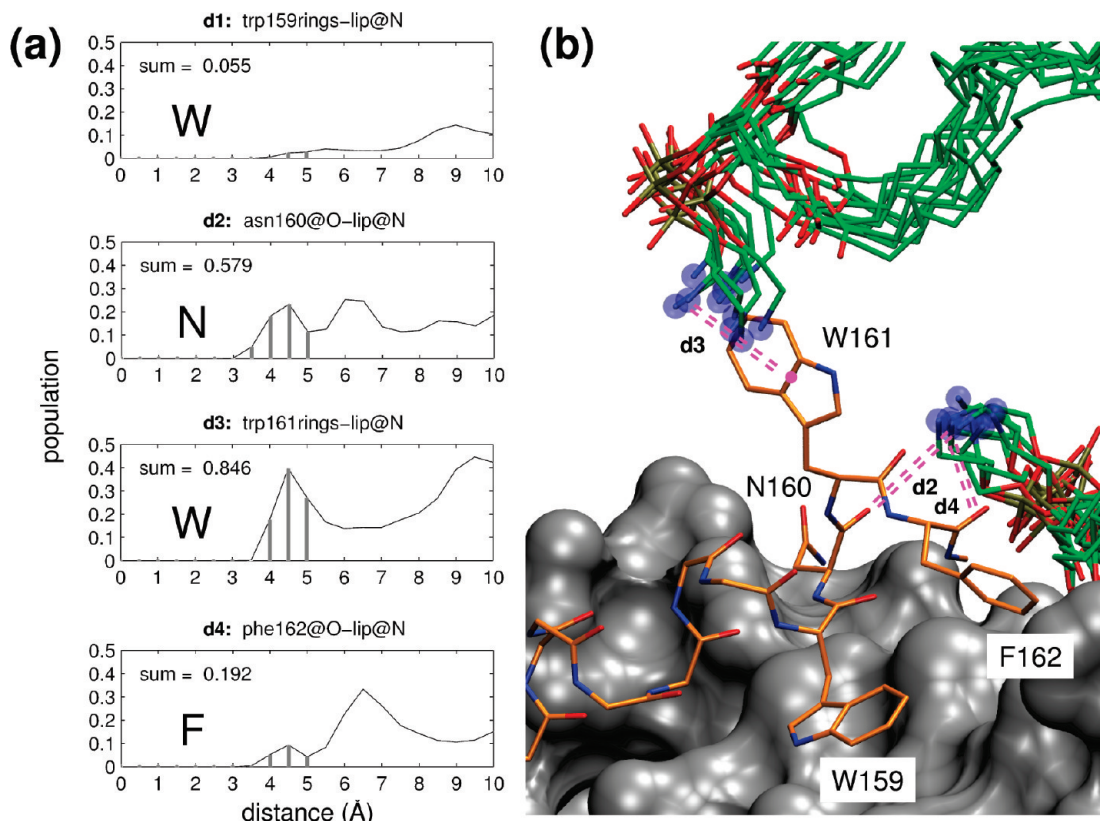 (a)
d1: trp159rings-lip@N
0.5
0.4
0.3
0.2
0.1
0
sum = 0.055
W
0 1 2 3 4 5 6 7 8 9 10
d2: asn160@O-lip@N
0.5
0.4
0.3
0.2
0.1
0
sum = 0.579
N
0 1 2 3 4 5 6 7 8 9 10
d3: trp161rings-lip@N
0.5
0.4
0.3
0.2
0.1
0
sum = 0.846
W
0 1 2 3 4 5 6 7 8 9 10
d4: phe162@O-lip@N
0.5
0.4
0.3
0.2
0.1
0
sum = 0.192
F
0 1 2 3 4 5 6 7 8 9 10
population
distance (Å)
(b)
d3
W161
N160
d2
d4
F162
W159